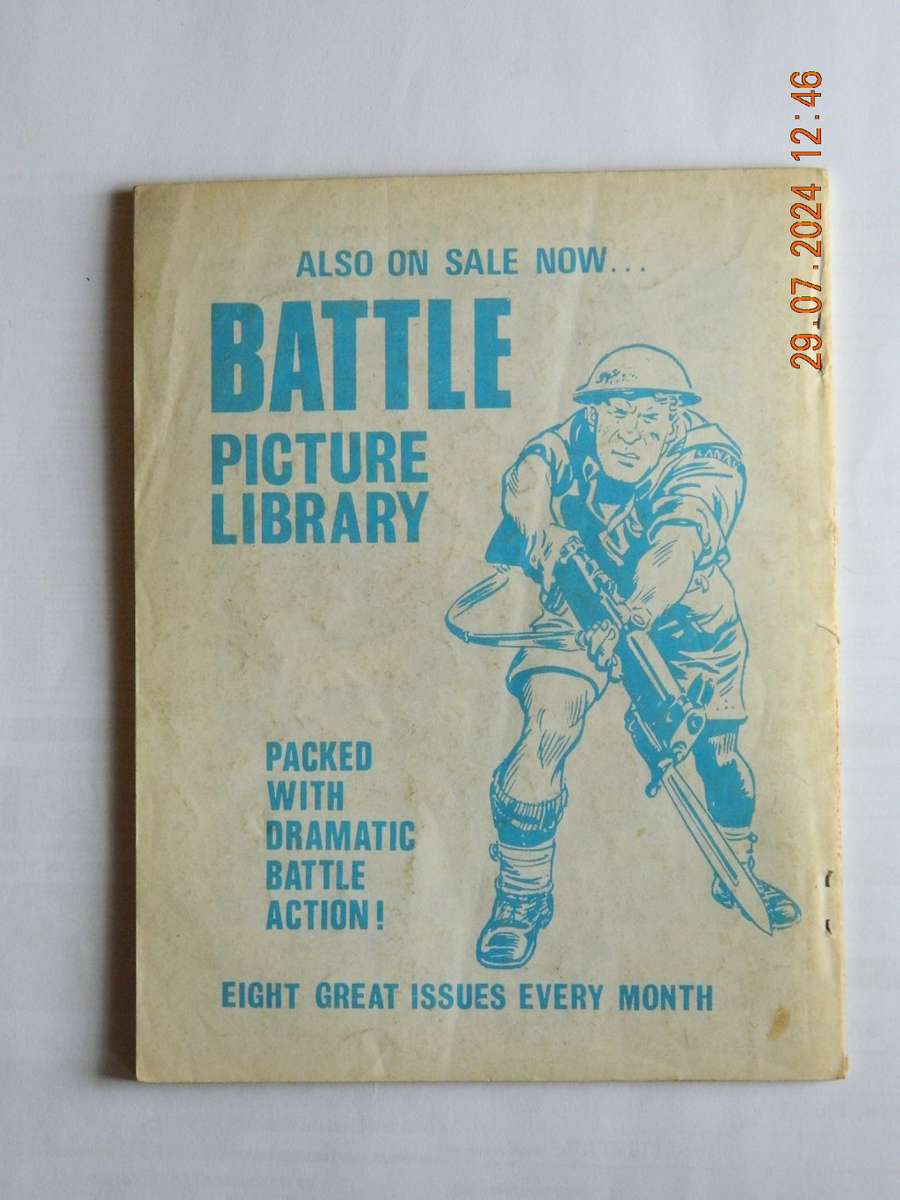 ALSO ON SALE NOW...
BATTLE
PICTURE
LIBRARY
PACKED
WITH
DRAMATIC
BATTLE
ACTION!
EIGHT GREAT ISSUES EVERY MONTH
29.07.2024 12:46